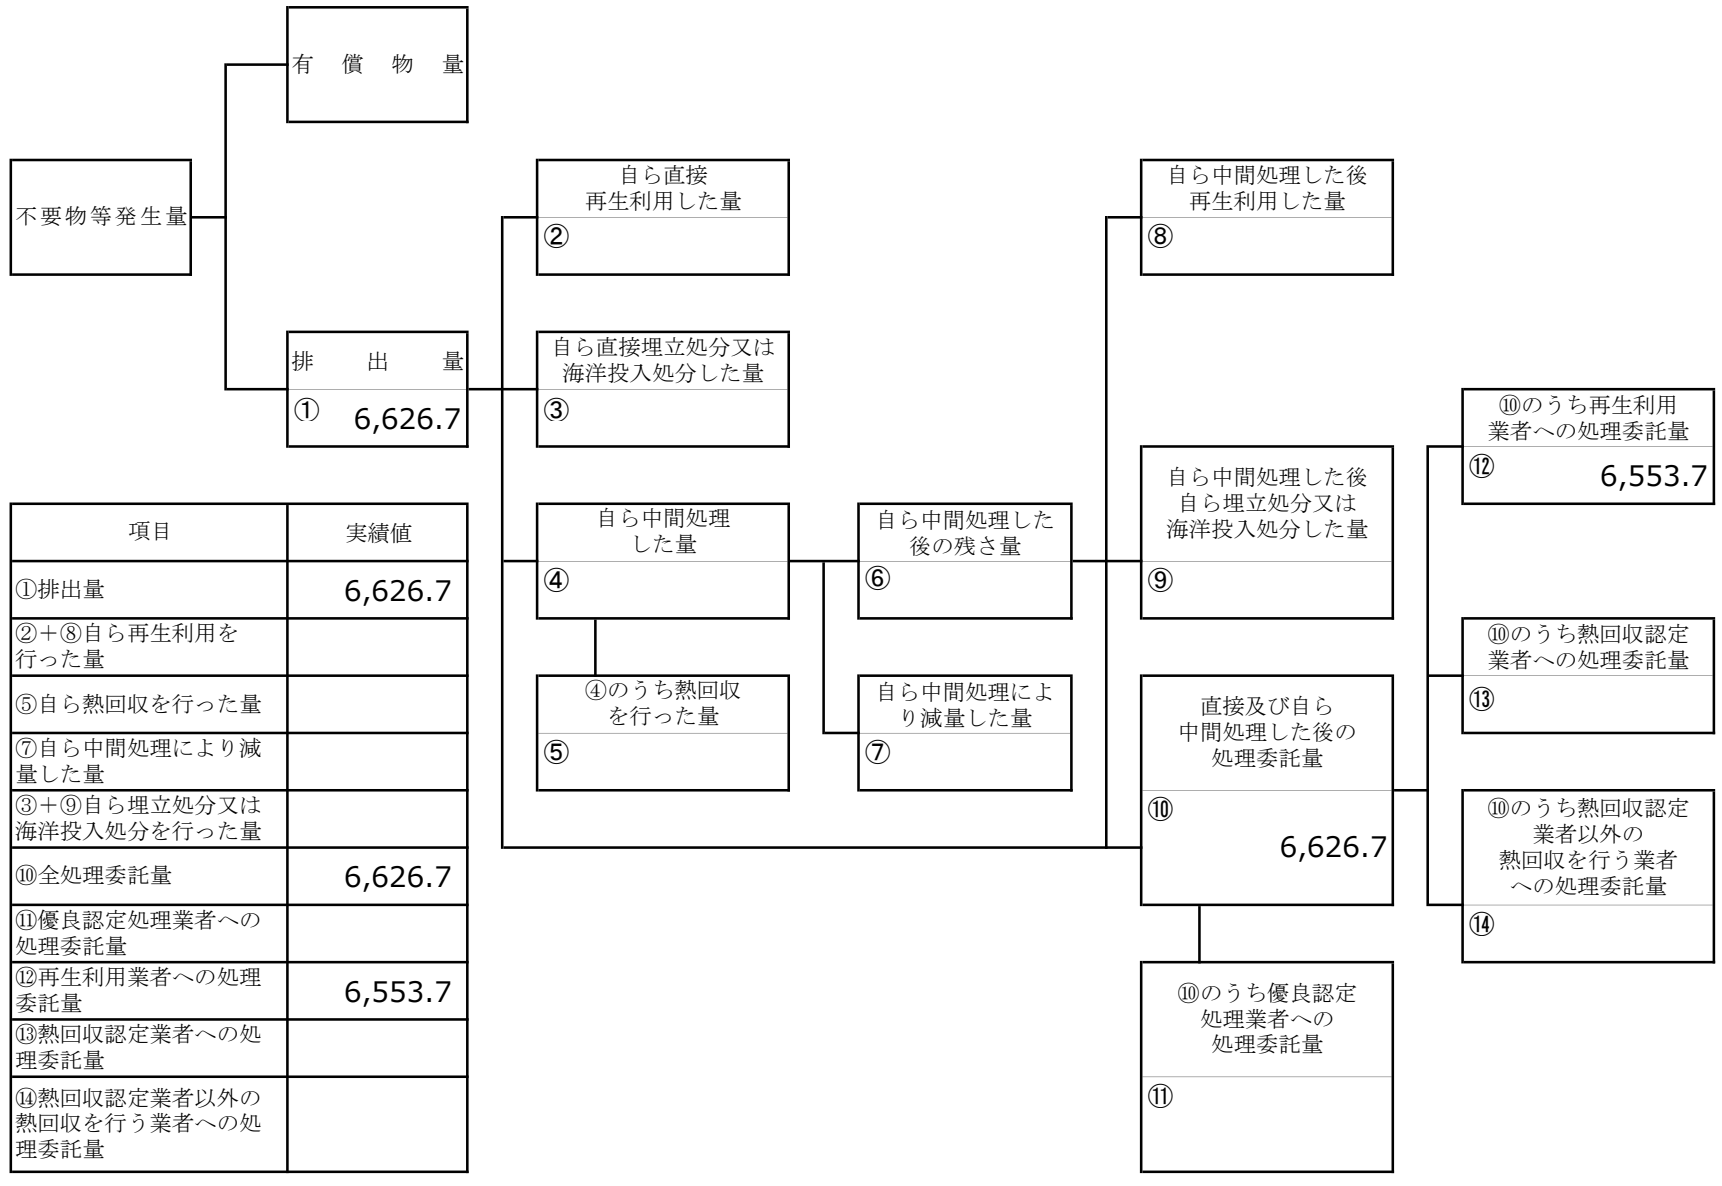 有償物量
不要物等発生量
自ら直接
再生利用した量
②
自ら中間処理した後
再生利用した量
⑧
排出量
① 6,626.7
自ら直接埋立処分又は
海洋投入処分した量
③
⑩のうち再生利用
業者への処理委託量
⑫ 6,553.7
自ら中間処理
した量
④
自ら中間処理した
後の残さ量
⑥
自ら中間処理した後
自ら埋立処分又は
海洋投入処分した量
⑨
⑩のうち熱回収認定
業者への処理委託量
⑬
④のうち熱回収
を行った量
⑤
自ら中間処理によ
り減量した量
⑦
直接及び自ら
中間処理した後の
処理委託量
⑩
6,626.7
⑩のうち熱回収認定
業者以外の
熱回収を行う業者
への処理委託量
⑭
⑩のうち優良認定
処理業者への
処理委託量
⑪
項目 実績値
①排出量 6,626.7
②+⑧自ら再生利用を
行った量
⑤自ら熱回収を行った量
⑦自ら中間処理により減
量した量
③+⑨自ら埋立処分又は
海洋投入処分を行った量
⑩全処理委託量 6,626.7
⑪優良認定処理業者への
処理委託量
⑫再生利用業者への処理
委託量 6,553.7
⑬熱回収認定業者への処
理委託量
⑭熱回収認定業者以外の
熱回収を行う業者への処
理委託量